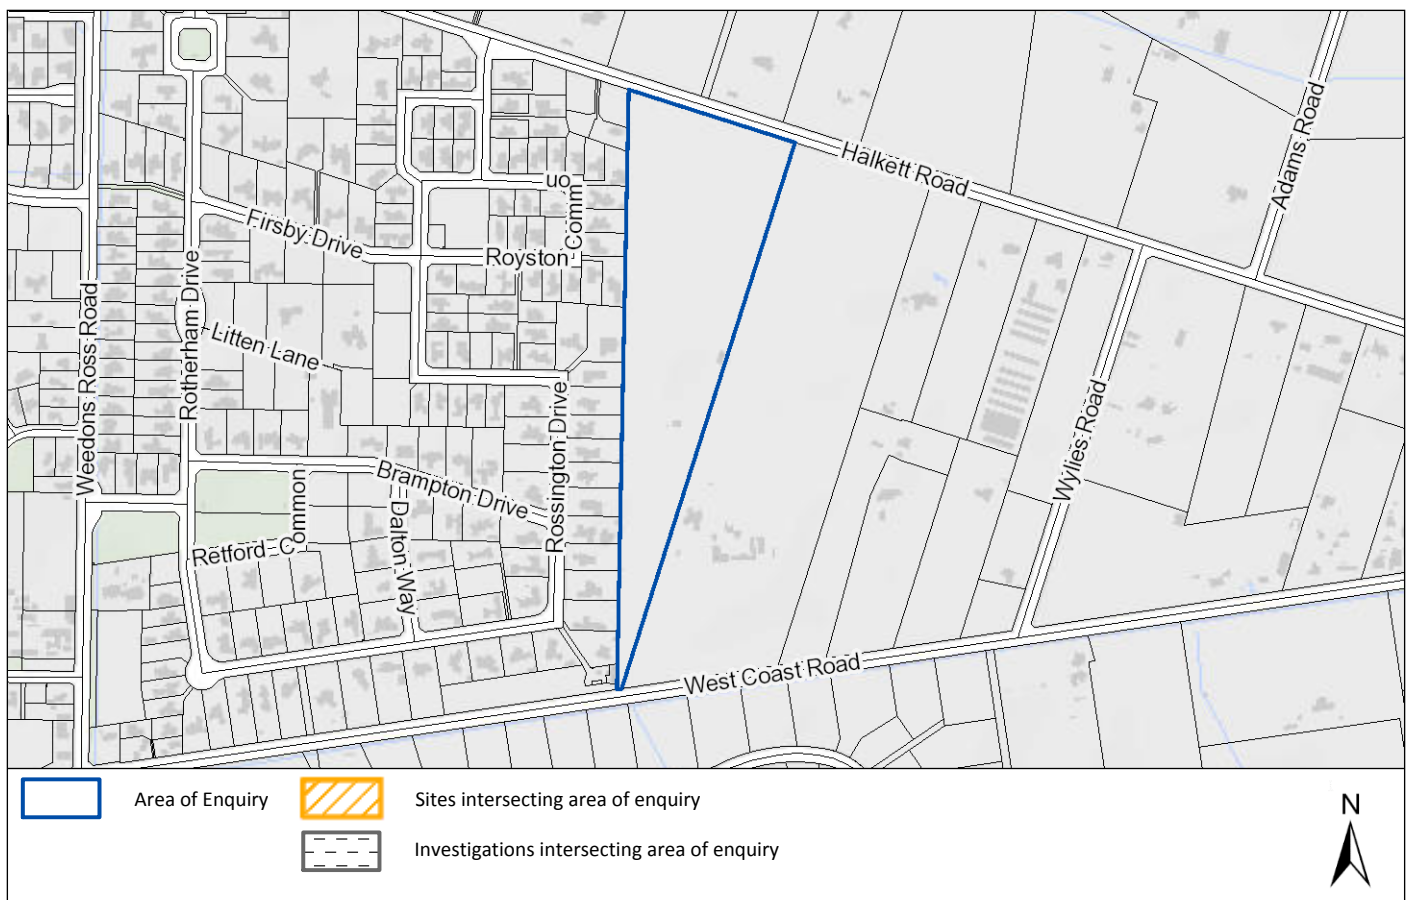 Halkett Road
Adams Road
on
Comm
Firsby Drive
Royston
Weedons Ross Road
Rotherham Drive
Litten Lane
Rossington Drive
Wylies Road
Brampton Drive
Dalton Way
Retford Common
West Coast Road
Area of Enquiry
Sites intersecting area of enquiry
Investigations intersecting area of enquiry
N